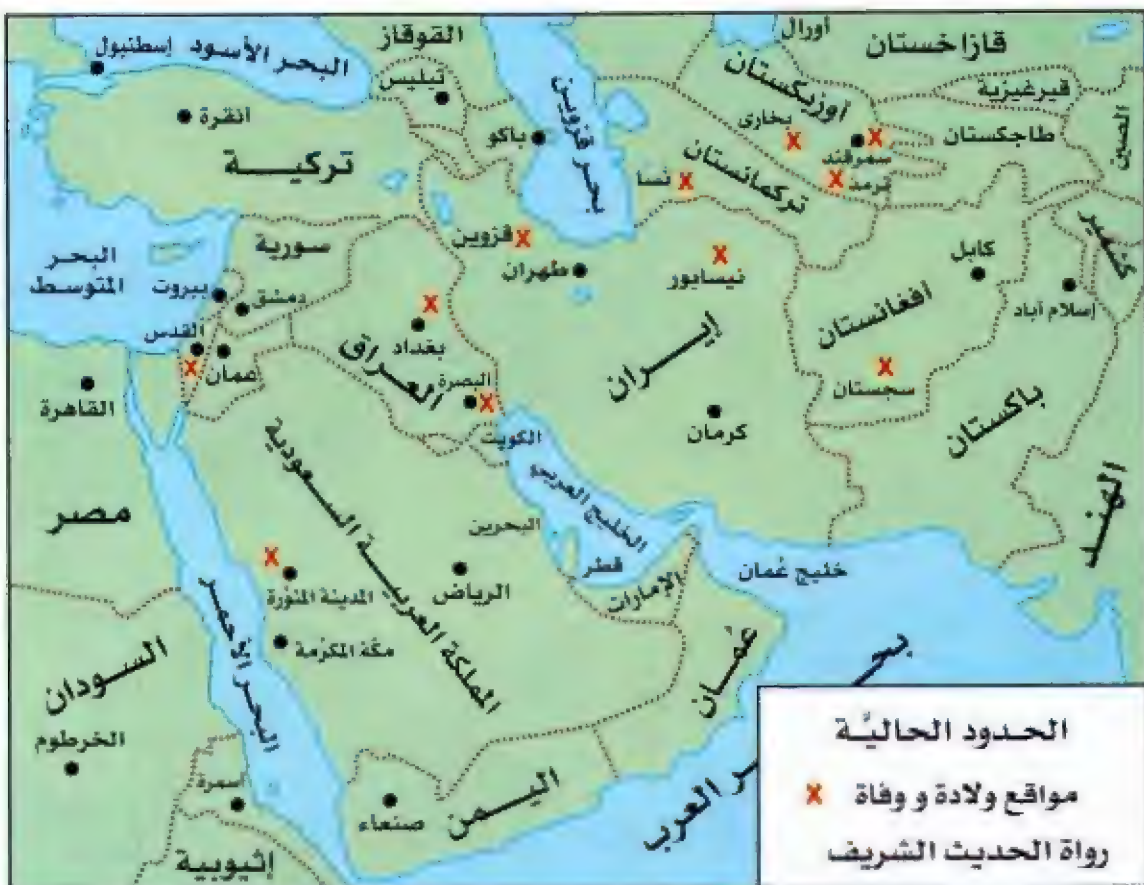 البحر الأسود
إسطنبول
القوقاز
تبليس
أورال
قازاخستان
أنقرة
باكو
بحر قزوين
أوزبكستان
بخارى
سمرقند
ترمذ
قيرغيزية
طاجكستان
الصين
تركية
نسا
تركمانستان
قزوين
طهران
نيسابور
كابل
كشمير
إسلام آباد
البحر
المتوسط
سورية
بيروت
دمشق
القدس
عمان
بغداد
العراق
البصرة
الكويت
إيران
كرمان
أفغانستان
سجستان
باكستان
الهند
القاهرة
مصر
المملكة العربية السعودية
الخليج العربي
البحرين
قطر
الإمارات
خليج عُمان
المدينة المنورة
الرياض
مكة المكرمة
البحر الأحمر
عُمان
بحر العرب
السودان
الخرطوم
أسمرة
إثيوبية
صنعاء
اليمن
الحدود الحاليَّة
مواقع ولادة و وفاة X
رواة الحديث الشريف